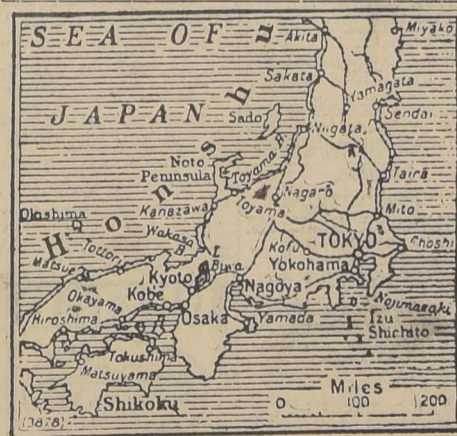 SEA OF
JAPAN
Honshu
Akita
Miyako
Sakata
Yamagata
Sendai
Sado
Niigata
Noto
Peninsula
Toyama B.
Taira
Nagano
Kanazawa
Toyama
Mito
Oloshima
Wakasa
B.
Kofu
TOKYO
Choshi
Tottori
Matsue
L.
Biwa
Yokohama
Kyoto
Nojimasaki
Okayama
Kobe
Nagoya
Hiroshima
Osaka
Yamada
Izu
Shichito
Tokushima
Matsuyama
Shikoku
Miles
0 100 200
(3878)